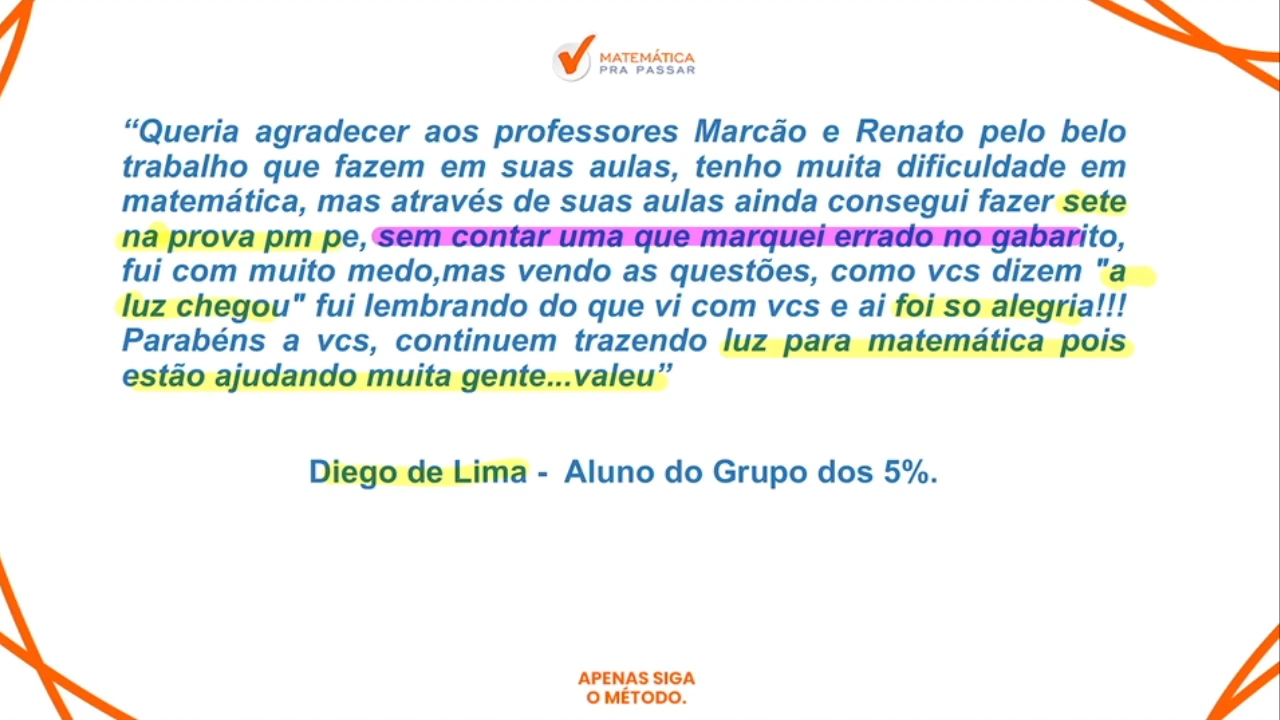 MATEMÁTICA
PRA PASSAR
“Queria agradecer aos professores Marcão e Renato pelo belo
trabalho que fazem em suas aulas, tenho muita dificuldade em
matemática, mas através de suas aulas ainda consegui fazer sete
na prova pm pe, sem contar uma que marquei errado no gabarito,
fui com muito medo,mas vendo as questões, como vcs dizem "a
luz chegou" fui lembrando do que vi com vcs e ai foi so alegria!!!
Parabéns a vcs, continuem trazendo luz para matemática pois
estão ajudando muita gente...valeu”
Diego de Lima - Aluno do Grupo dos 5%.
APENAS SIGA
O MÉTODO.